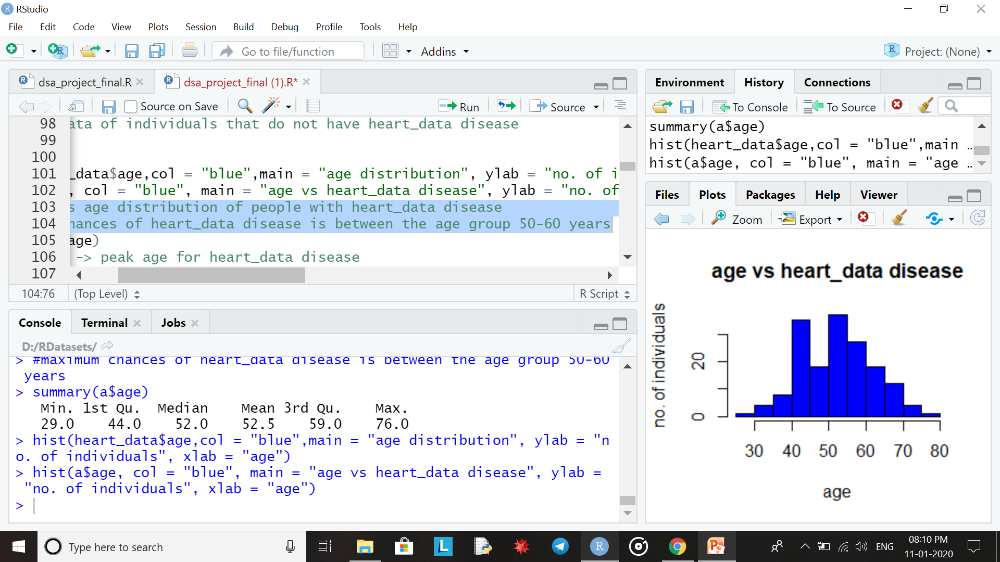 RStudio
File Edit Code View Plots Session Build Debug Profile Tools Help
Go to file/function Addins Project: (None)
dsa_project_final.R dsa_project_final (1).R*
Source on Save Run Source
98 ata of individuals that do not have heart_data disease
99
100
101 _data$age,col = "blue",main = "age distribution", ylab = "no. of i
102 , col = "blue", main = "age vs heart_data disease", ylab = "no. of
103 s age distribution of people with heart_data disease
104 hances of heart_data disease is between the age group 50-60 years
105 age)
106 -> peak age for heart_data disease
107
104:76 (Top Level) R Script
Console Terminal Jobs
D:/RDatasets/
> #maximum chances of heart_data disease is between the age group 50-60
years
> summary(a$age)
Min. 1st Qu. Median Mean 3rd Qu. Max.
29.0 44.0 52.0 52.5 59.0 76.0
> hist(heart_data$age,col = "blue",main = "age distribution", ylab = "n
o. of individuals", xlab = "age")
> hist(a$age, col = "blue", main = "age vs heart_data disease", ylab =
"no. of individuals", xlab = "age")
>
Environment History Connections
To Console To Source
summary(a$age)
hist(heart_data$age,col = "blue",main ..
hist(a$age, col = "blue", main = "age ..
Files Plots Packages Help Viewer
Zoom Export
age vs heart_data disease
no. of individuals
20
0
30 40 50 60 70 80
age
Type here to search
ENG
08:10 PM
11-01-2020